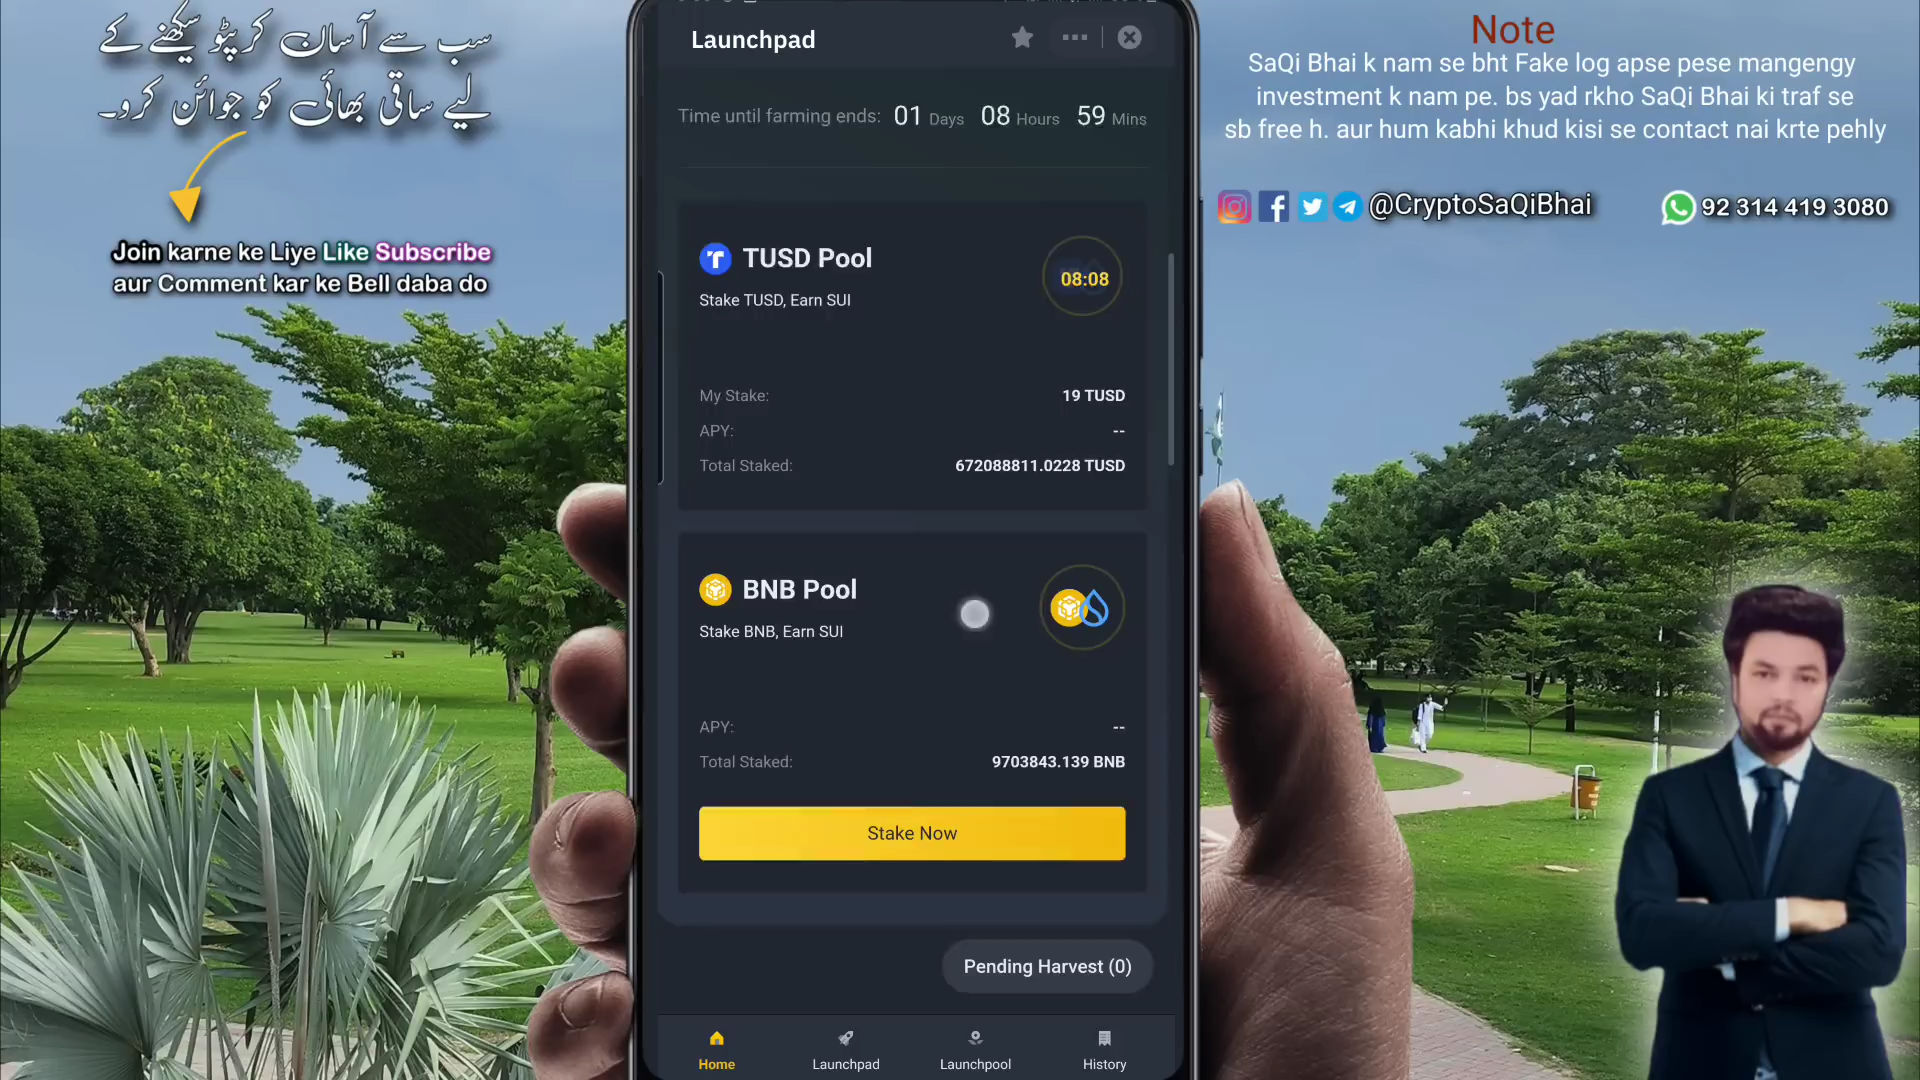 سب سے آسان کرپٹو سکھنے کے
لیے ساقی بھائی کو جوائن کرو۔
Join karne ke Liye Like Subscribe
aur Comment kar ke Bell daba do
Launchpad
Time until farming ends: 01 Days 08 Hours 59 Mins
TUSD Pool
08:08
Stake TUSD, Earn SUI
My Stake: 19 TUSD
APY: --
Total Staked: 672088811.0228 TUSD
BNB Pool
Stake BNB, Earn SUI
APY: --
Total Staked: 9703843.139 BNB
Stake Now
Pending Harvest (0)
Home Launchpad Launchpool History
Note
SaQi Bhai k nam se bht Fake log apse pese mangengy
investment k nam pe. bs yad rkho SaQi Bhai ki traf se
sb free h. aur hum kabhi khud kisi se contact nai krte pehly
@CryptoSaQiBhai 92 314 419 3080